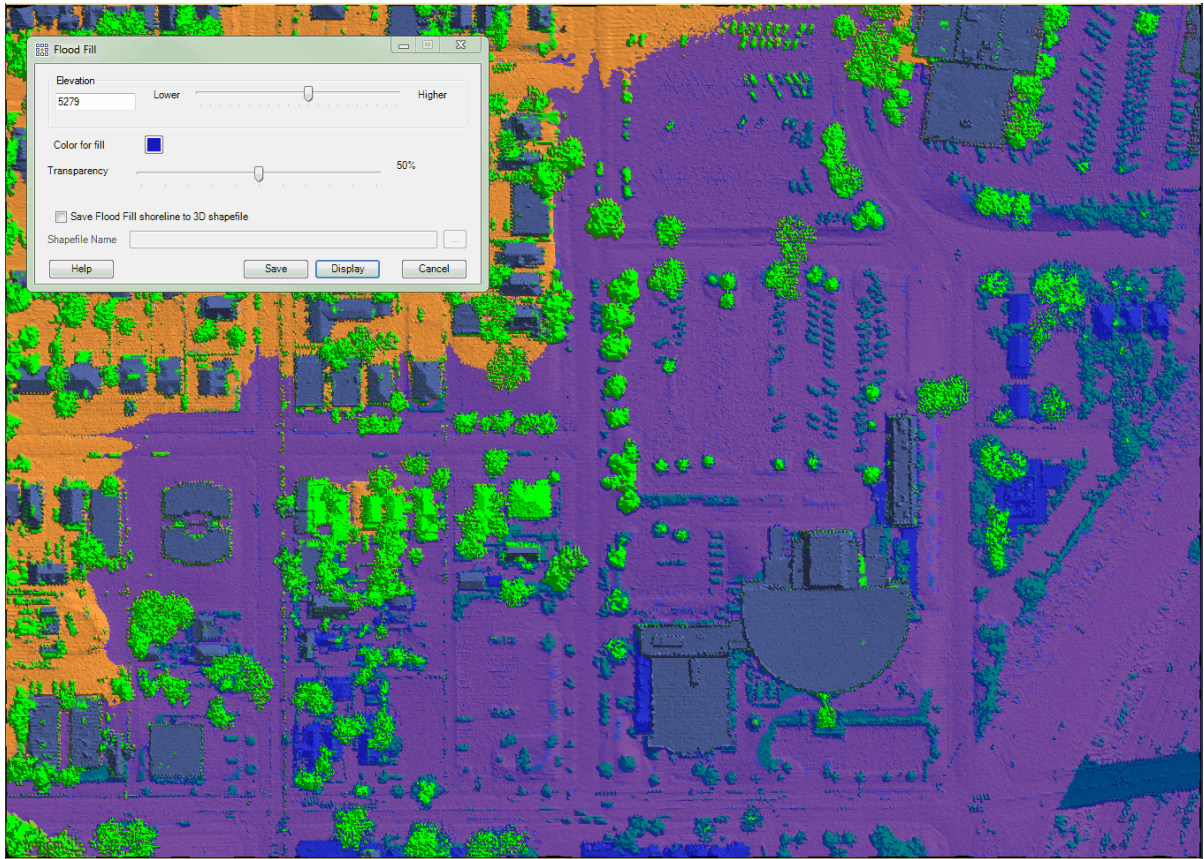 Flood Fill
Elevation
5279
Lower
Higher
Color for fill
Transparency
50%
Save Flood Fill shoreline to 3D shapefile
Shapefile Name
...
Help
Save
Display
Cancel